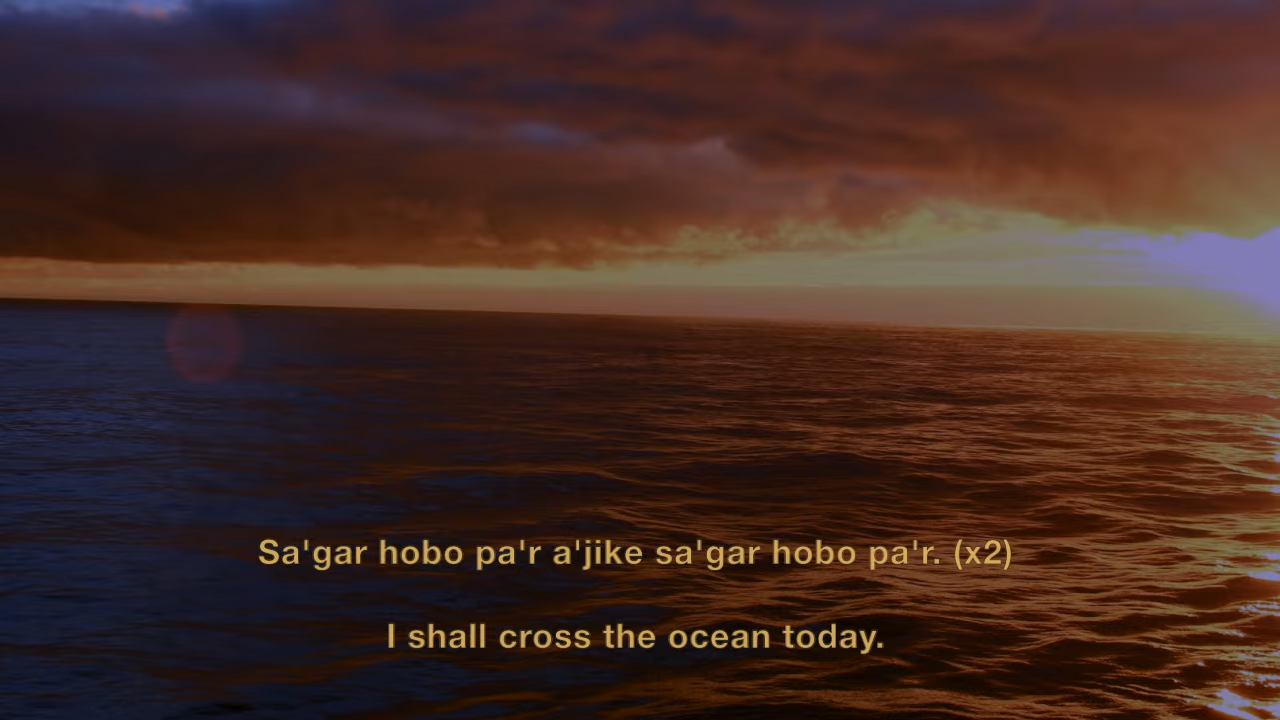 Sa'gar hobo pa'r a'jike sa'gar hobo pa'r. (x2)
I shall cross the ocean today.